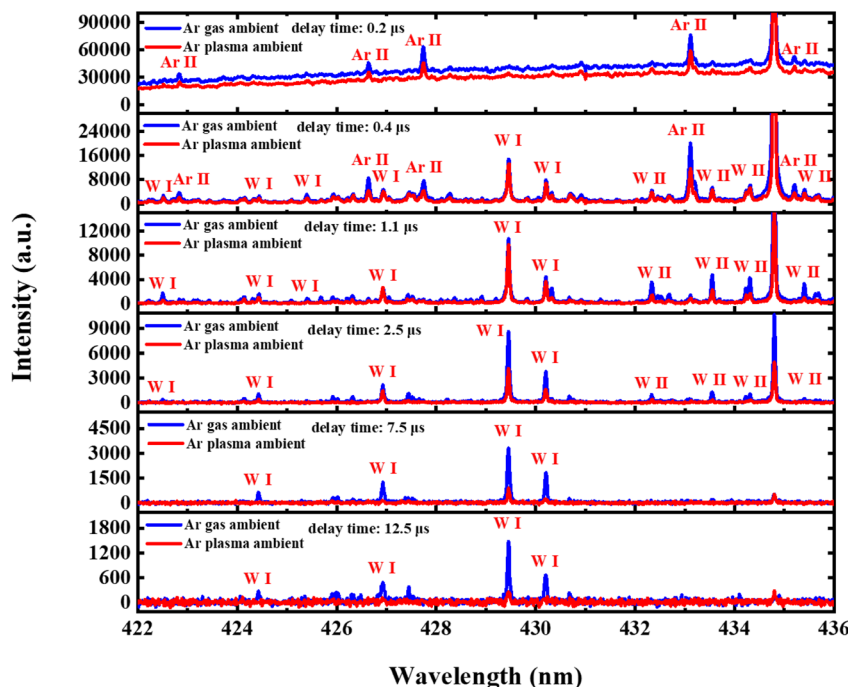 90000
60000
30000
0
Ar gas ambient delay time: 0.2 μs
Ar plasma ambient
Ar II Ar II Ar II Ar II Ar II
24000
16000
8000
0
Ar gas ambient delay time: 0.4 μs
Ar plasma ambient
W I Ar II W I W I Ar II W I Ar II W I W I W II Ar II W II W II Ar II W II
12000
8000
4000
0
Ar gas ambient delay time: 1.1 μs
Ar plasma ambient
W I W I W I W I W I W I W II W II W II W II
9000
6000
3000
0
Ar gas ambient delay time: 2.5 μs
Ar plasma ambient
W I W I W I W I W I W II W II W II W II
4500
3000
1500
0
Ar gas ambient delay time: 7.5 μs
Ar plasma ambient
W I W I W I W I
1800
1200
600
0
Ar gas ambient delay time: 12.5 μs
Ar plasma ambient
W I W I W I W I
422 424 426 428 430 432 434 436
Wavelength (nm)
Intensity (a.u.)